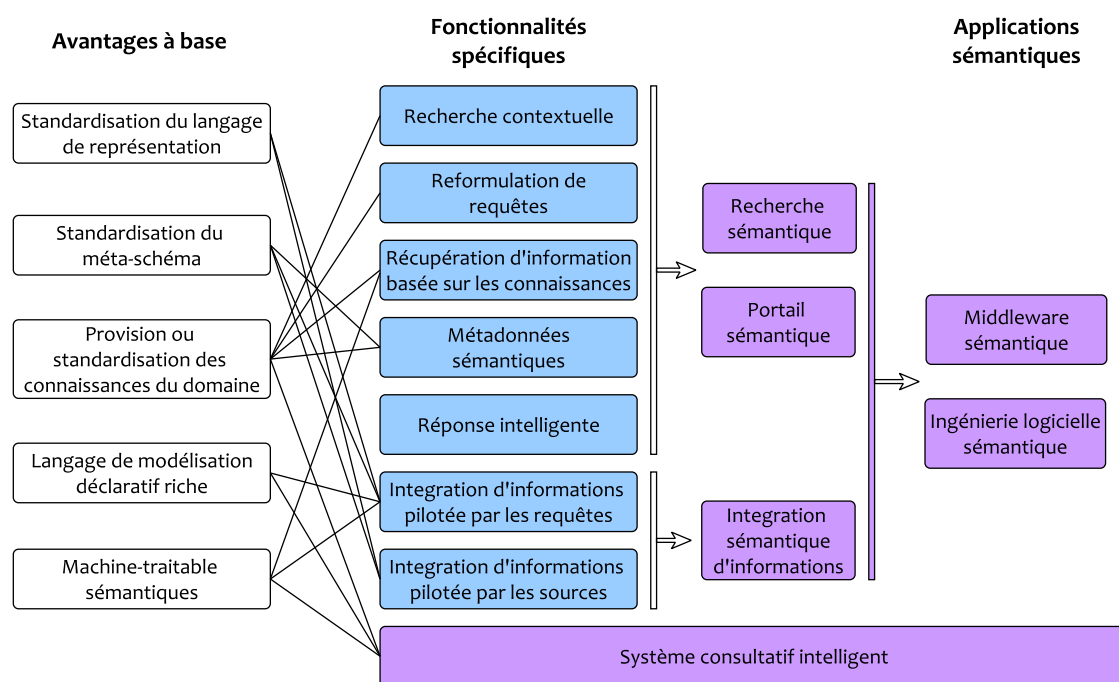 Avantages à base
Fonctionnalités
spécifiques
Applications
sémantiques
Standardisation du langage
de représentation
Standardisation du
méta-schéma
Provision ou
standardisation des
connaissances du domaine
Langage de modélisation
déclaratif riche
Machine-traitable
sémantiques
Recherche contextuelle
Reformulation de
requêtes
Récupération d'information
basée sur les connaissances
Métadonnées
sémantiques
Réponse intelligente
Integration d'informations
pilotée par les requêtes
Integration d'informations
pilotée par les sources
Recherche
sémantique
Portail
sémantique
Integration
sémantique
d'informations
Middleware
sémantique
Ingénierie logicielle
sémantique
Système consultatif intelligent